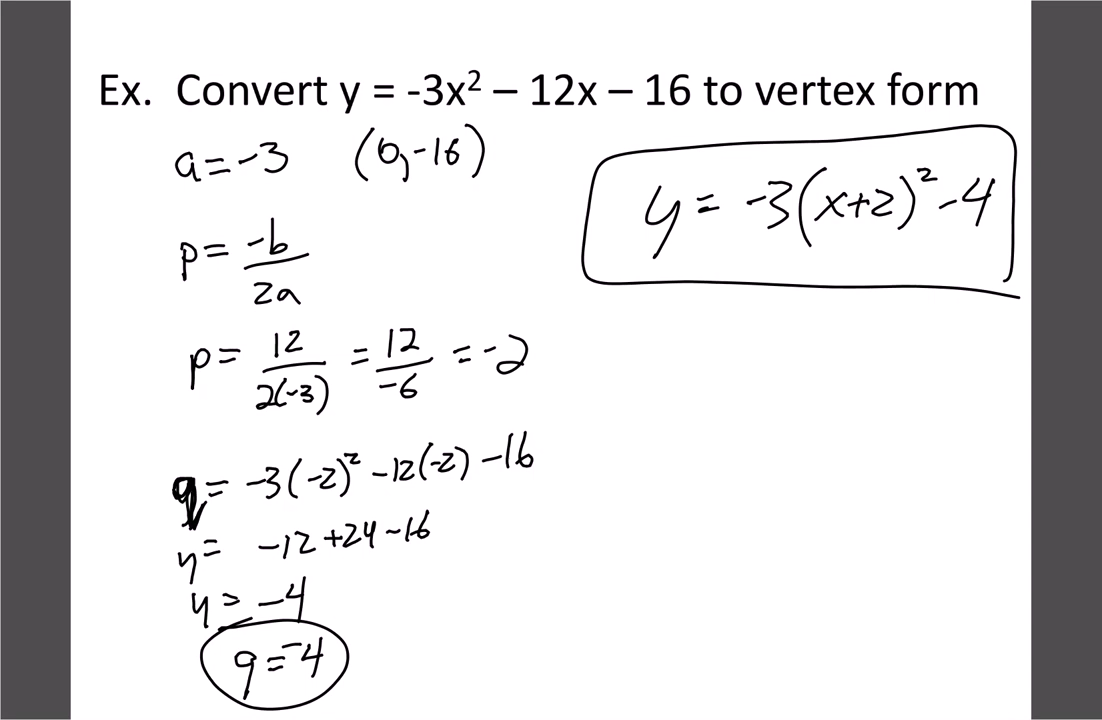 Ex. Convert y = -3x² – 12x – 16 to vertex form
a = -3 (0, -16)
y = -3(x+2)² - 4
p = -b/2a
p = 12/2(-3) = 12/-6 = -2
q = -3(-2)² - 12(-2) - 16
y = -12 + 24 - 16
y = -4
q = -4